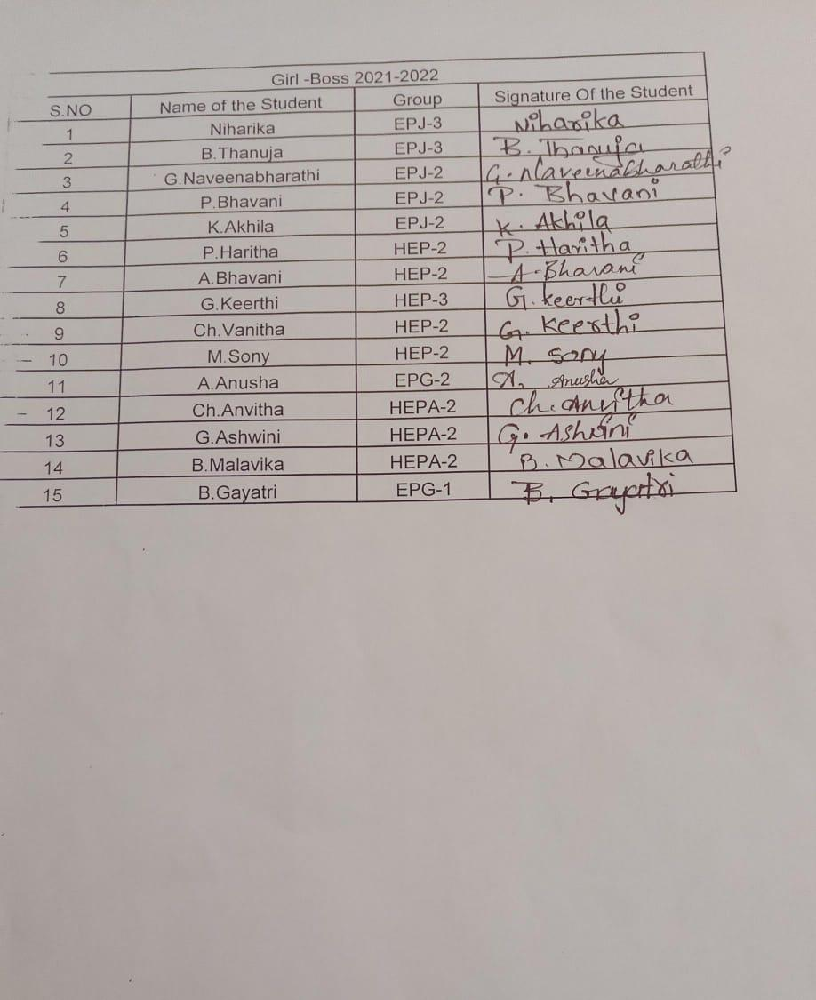 Girl -Boss 2021-2022
S.NO Name of the Student Group Signature Of the Student
1 Niharika EPJ-3 Niharika
2 B.Thanuja EPJ-3 B. Thanuja
3 G.Naveenabharathi EPJ-2 G. Naveenabharathi
4 P.Bhavani EPJ-2 P. Bhavani
5 K.Akhila EPJ-2 K. Akhila
6 P.Haritha HEP-2 P. Haritha
7 A.Bhavani HEP-2 A. Bhavani
8 G.Keerthi HEP-3 G. keerthi
9 Ch.Vanitha HEP-2 G. Keerthi
10 M.Sony HEP-2 M. Sony
11 A.Anusha EPG-2 A. Anusha
12 Ch.Anvitha HEPA-2 Ch. Anvitha
13 G.Ashwini HEPA-2 G. Ashwini
14 B.Malavika HEPA-2 B. Malavika
15 B.Gayatri EPG-1 B. Gayatri